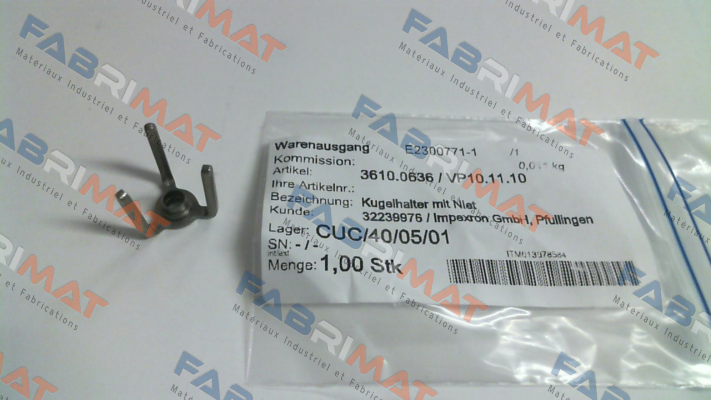 Warenausgang E2300771-1 /1
Kommission: kg
Artikel: 3610.0636 / VP10.11.10
Ihre Artikelnr.:
Bezeichnung: Kugelhalter mit Niet
Kunde: 32239976 / Impexron GmbH, Pfullingen
Lager: CUC/40/05/01
SN: - / -
Menge: 1,00 Stk
FABRIMAT
Matériaux Industriel et Fabrications